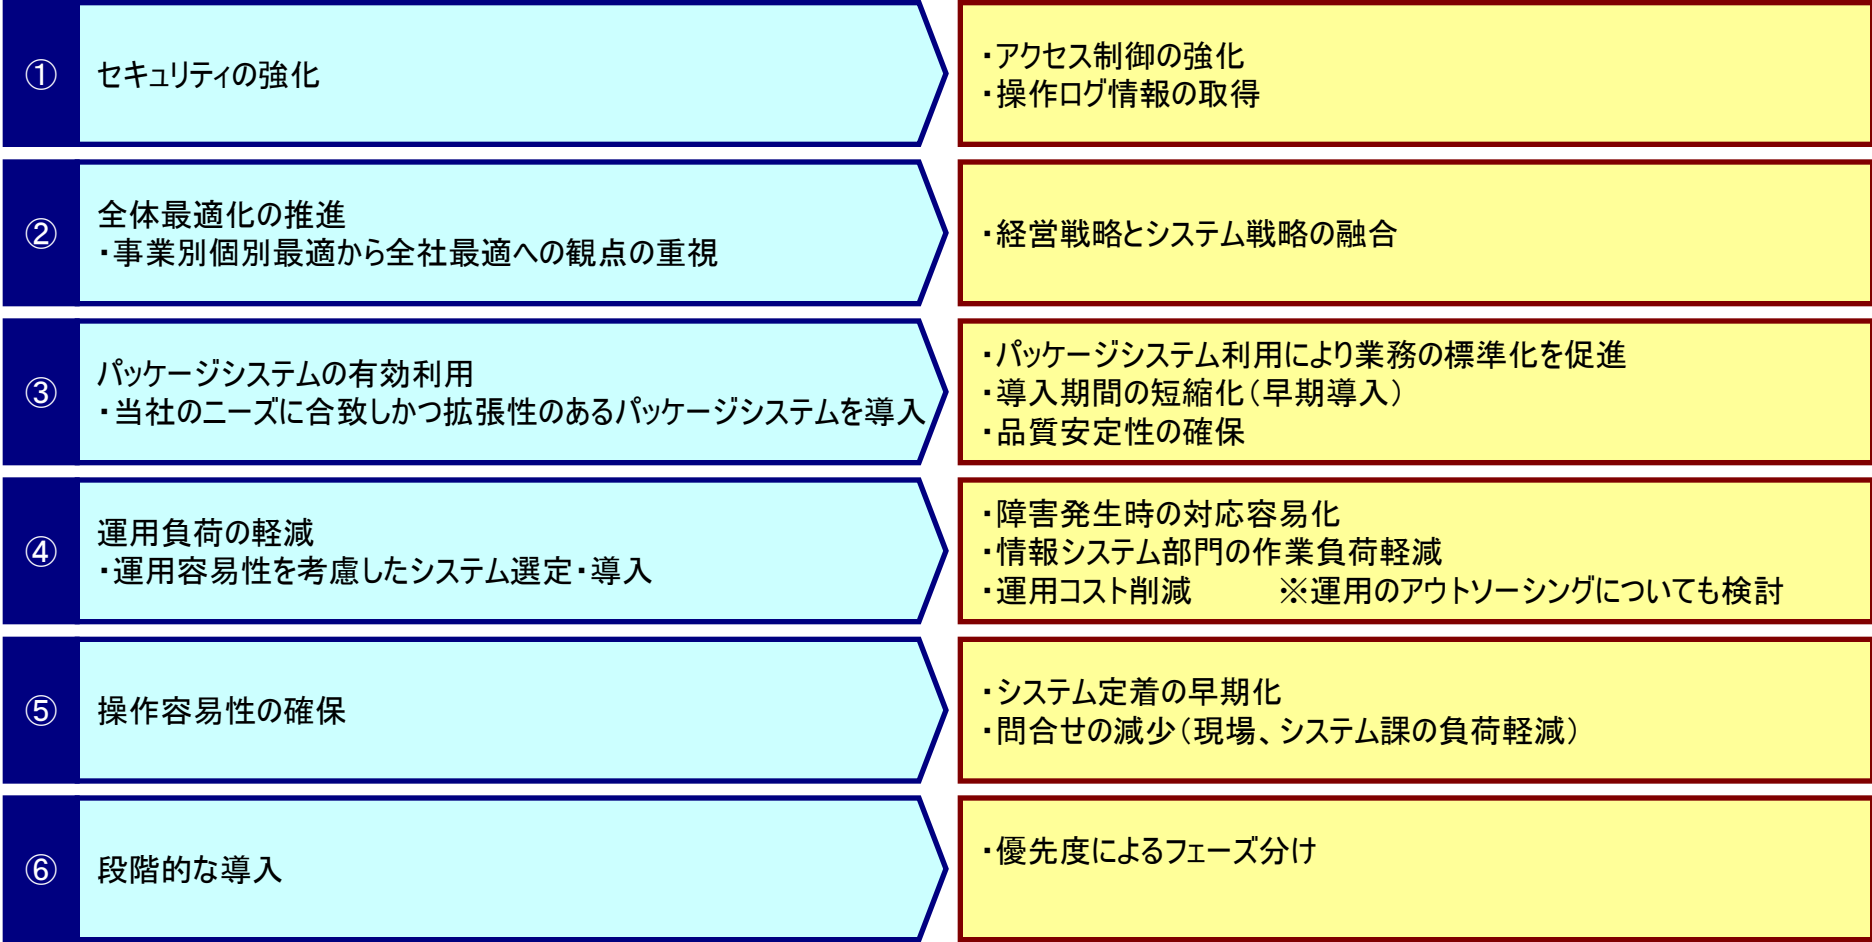 ①
セキュリティの強化
・アクセス制御の強化
・操作ログ情報の取得
②
全体最適化の推進
・事業別個別最適から全社最適への観点の重視
・経営戦略とシステム戦略の融合
③
パッケージシステムの有効利用
・当社のニーズに合致しかつ拡張性のあるパッケージシステムを導入
・パッケージシステム利用により業務の標準化を促進
・導入期間の短縮化（早期導入）
・品質安定性の確保
④
運用負荷の軽減
・運用容易性を考慮したシステム選定・導入
・障害発生時の対応容易化
・情報システム部門の作業負荷軽減
・運用コスト削減　　※運用のアウトソーシングについても検討
⑤
操作容易性の確保
・システム定着の早期化
・問合せの減少（現場、システム課の負荷軽減）
⑥
段階的な導入
・優先度によるフェーズ分け